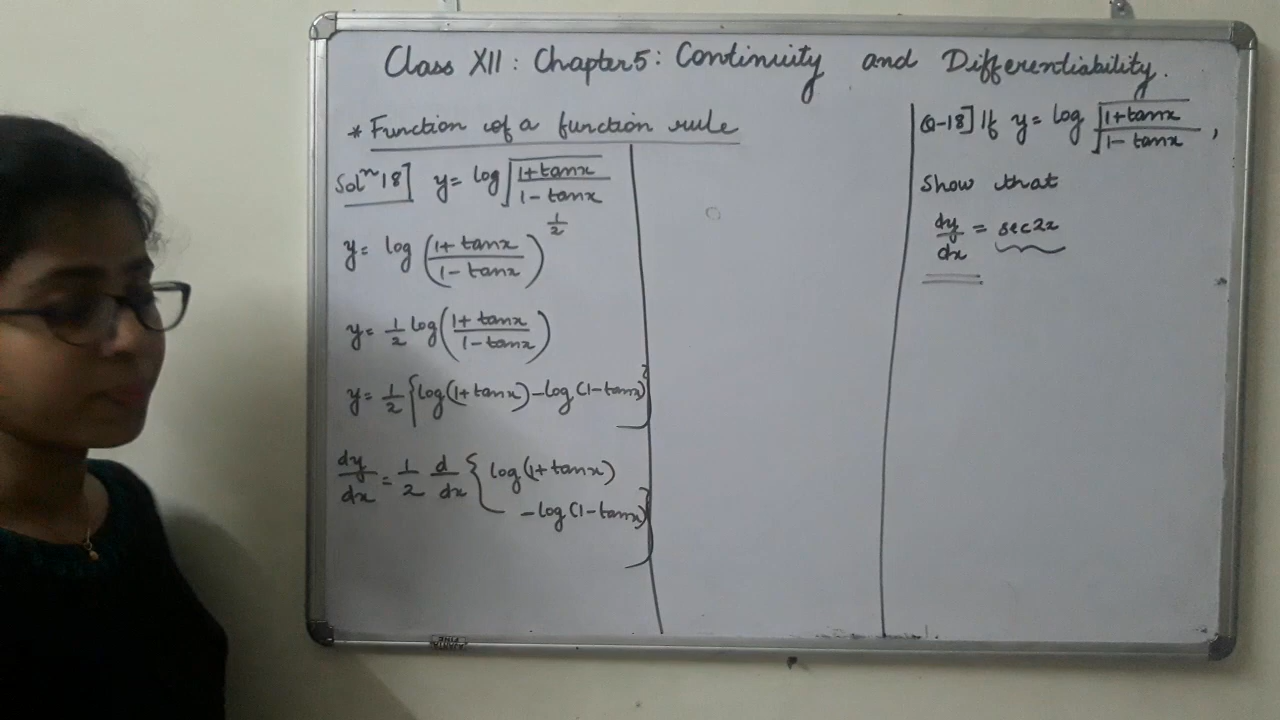 Class XII : Chapter 5 : Continuity and Differentiability.
* Function of a function rule
Solⁿ 18] y = log √((1+tanx)/(1-tanx))
y = log ((1+tanx)/(1-tanx))^(1/2)
y = 1/2 log((1+tanx)/(1-tanx))
y = 1/2 {log(1+tanx) - log(1-tanx)}
dy/dx = 1/2 d/dx { log(1+tanx)
- log(1-tanx)}
Q-18] If y = log √((1+tanx)/(1-tanx)),
Show that
dy/dx = sec2x